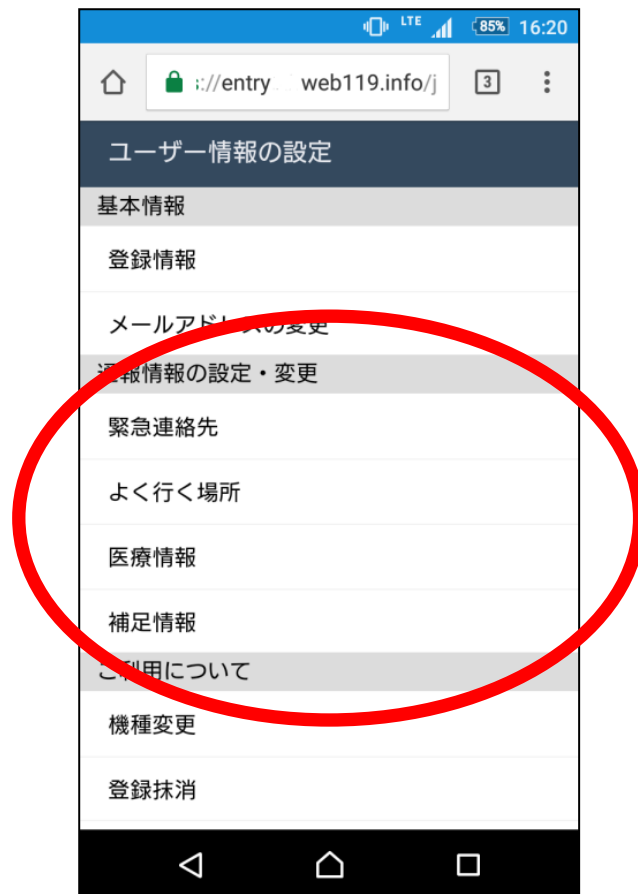 LTE 85% 16:20
://entry web119.info/j 3
ユーザー情報の設定
基本情報
登録情報
メールアドレスの変更
通報情報の設定・変更
緊急連絡先
よく行く場所
医療情報
補足情報
ご利用について
機種変更
登録抹消